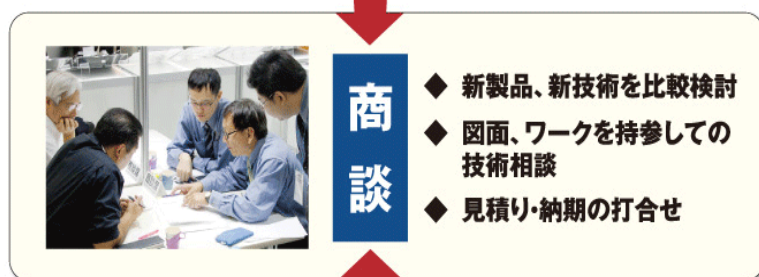 商談
◆ 新製品、新技術を比較検討
◆ 図面、ワークを持参しての
技術相談
◆ 見積り・納期の打合せ